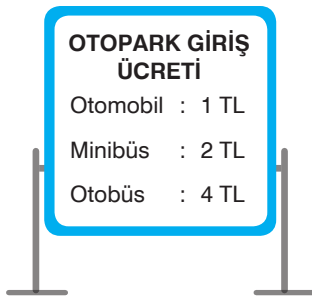 OTOPARK GİRİŞ
ÜCRETİ
Otomobil : 1 TL
Minibüs : 2 TL
Otobüs : 4 TL